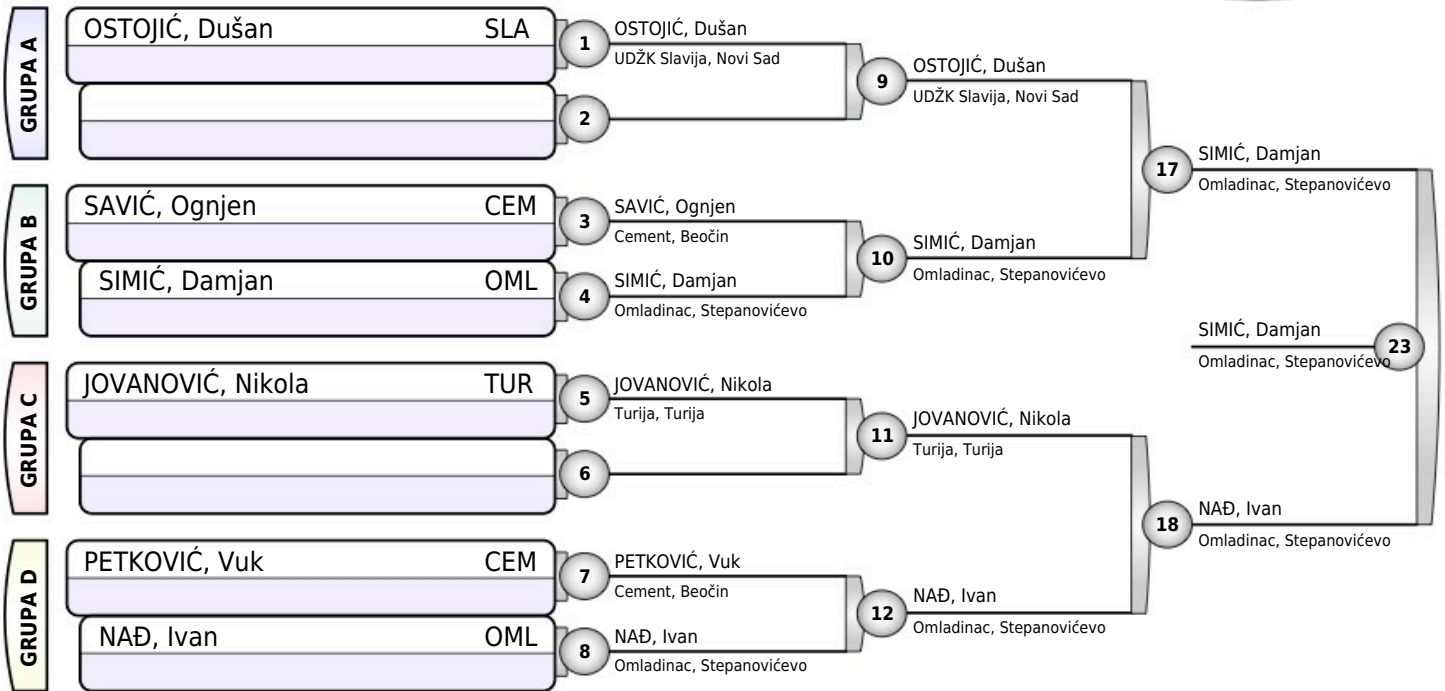 GRUPA A
OSTOJIĆ, Dušan SLA
1
OSTOJIĆ, Dušan
UDŽK Slavija, Novi Sad
2
9
OSTOJIĆ, Dušan
UDŽK Slavija, Novi Sad
GRUPA B
SAVIĆ, Ognjen CEM
3
SAVIĆ, Ognjen
Cement, Beočin
SIMIĆ, Damjan OML
4
SIMIĆ, Damjan
Omladinac, Stepanovićevo
10
SIMIĆ, Damjan
Omladinac, Stepanovićevo
17
SIMIĆ, Damjan
Omladinac, Stepanovićevo
GRUPA C
JOVANOVIĆ, Nikola TUR
5
JOVANOVIĆ, Nikola
Turija, Turija
6
11
JOVANOVIĆ, Nikola
Turija, Turija
GRUPA D
PETKOVIĆ, Vuk CEM
7
PETKOVIĆ, Vuk
Cement, Beočin
NAĐ, Ivan OML
8
NAĐ, Ivan
Omladinac, Stepanovićevo
12
NAĐ, Ivan
Omladinac, Stepanovićevo
18
NAĐ, Ivan
Omladinac, Stepanovićevo
SIMIĆ, Damjan
Omladinac, Stepanovićevo
23